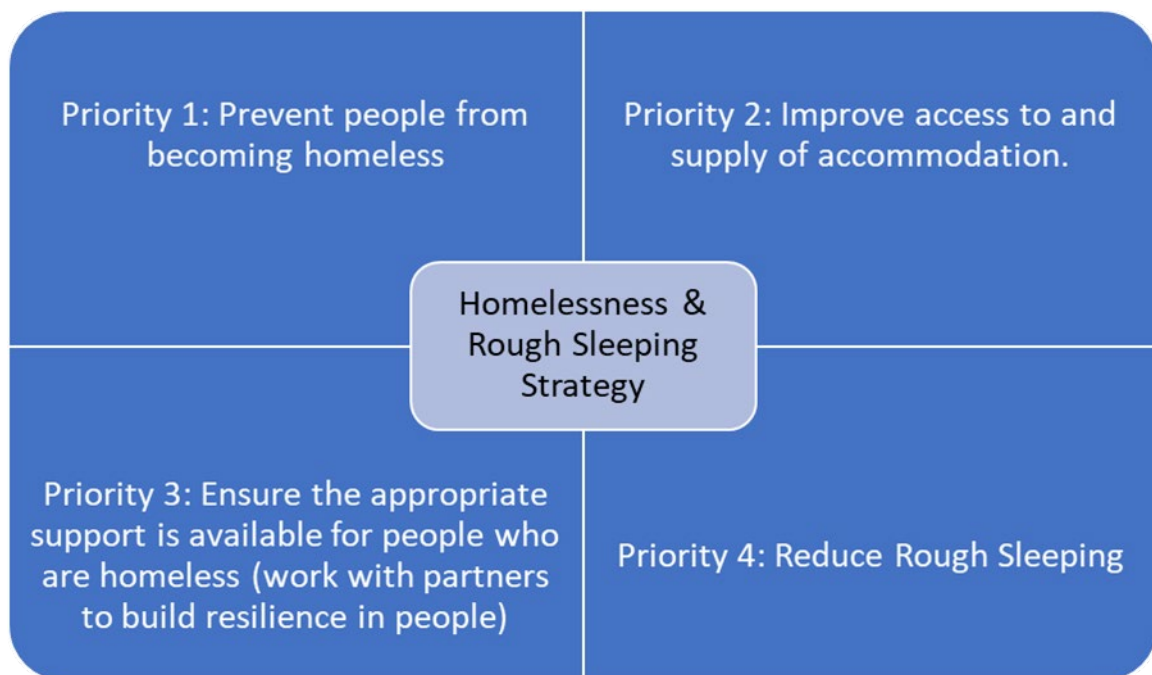 Priority 1: Prevent people from
becoming homeless
Priority 2: Improve access to and
supply of accommodation.
Homelessness &
Rough Sleeping
Strategy
Priority 3: Ensure the appropriate
support is available for people who
are homeless (work with partners
to build resilience in people)
Priority 4: Reduce Rough Sleeping